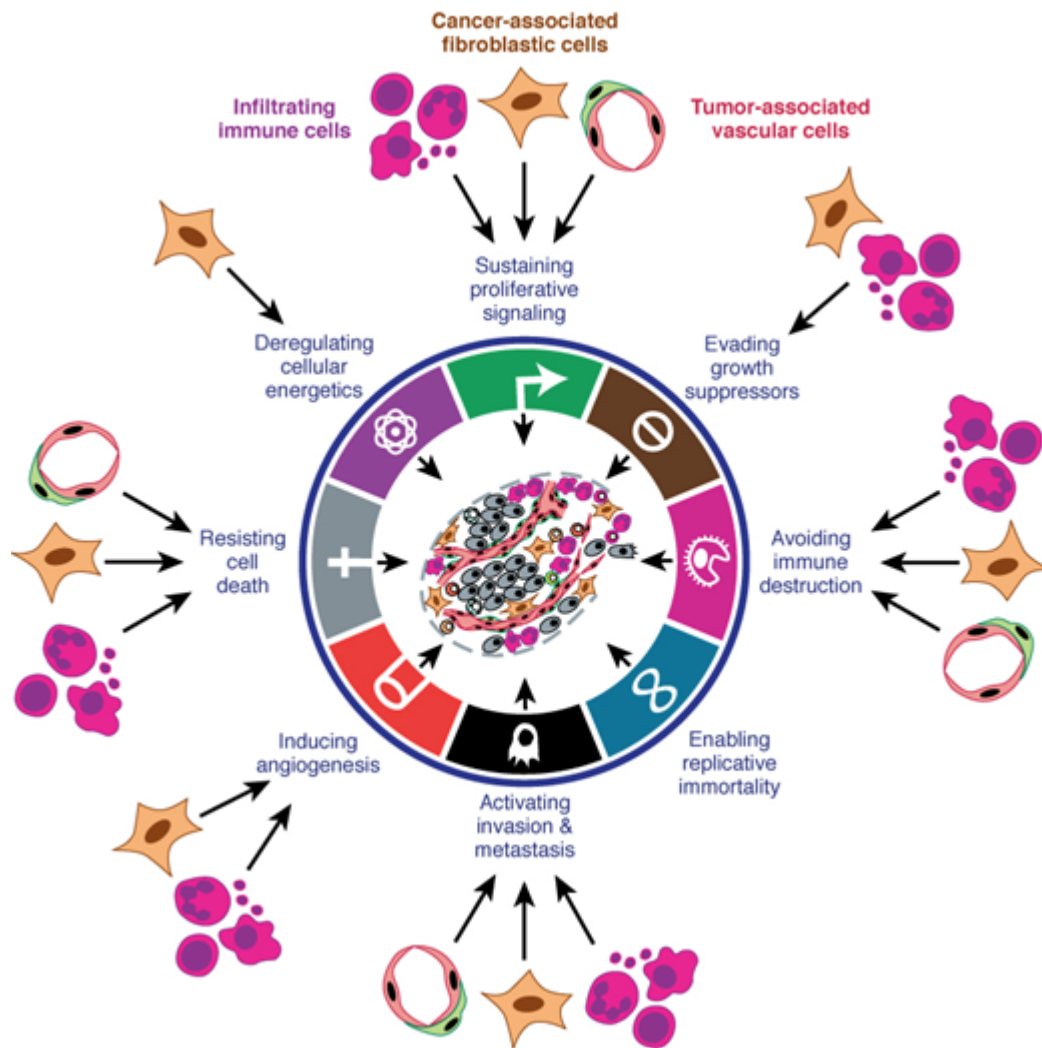 Cancer-associated
fibroblastic cells
Infiltrating
immune cells
Tumor-associated
vascular cells
Sustaining
proliferative
signaling
Deregulating
cellular
energetics
Evading
growth
suppressors
Resisting
cell
death
Avoiding
immune
destruction
Inducing
angiogenesis
Enabling
replicative
immortality
Activating
invasion &
metastasis